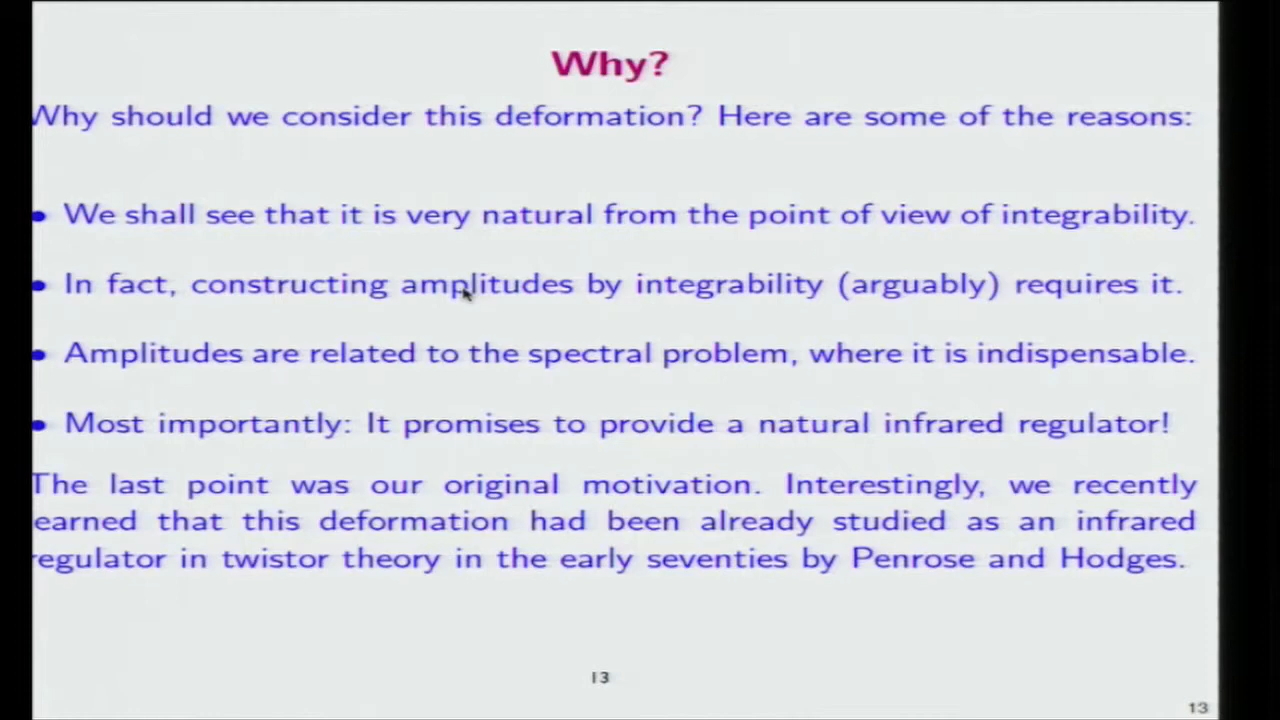 Why?
Why should we consider this deformation? Here are some of the reasons:
• We shall see that it is very natural from the point of view of integrability.
• In fact, constructing amplitudes by integrability (arguably) requires it.
• Amplitudes are related to the spectral problem, where it is indispensable.
• Most importantly: It promises to provide a natural infrared regulator!
The last point was our original motivation. Interestingly, we recently
earned that this deformation had been already studied as an infrared
regulator in twistor theory in the early seventies by Penrose and Hodges.
13
13